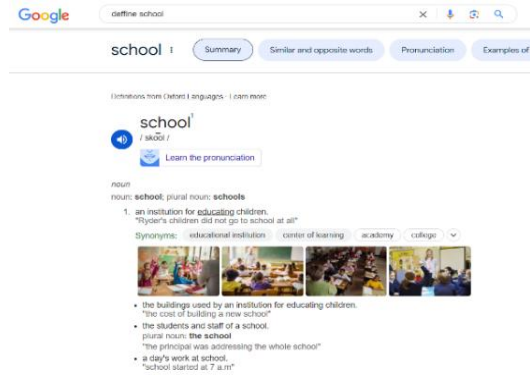 Google
deffine school
school
Summary
Similar and opposite words
Pronunciation
Examples of
Definitions from Oxford Languages · Learn more
school1
/ sko͞ol /
Learn the pronunciation
noun
noun: school; plural noun: schools
1. an institution for educating children.
"Ryder's children did not go to school at all"
Synonyms: educational institution center of learning academy college
• the buildings used by an institution for educating children.
"the cost of building a new school"
• the students and staff of a school.
plural noun: the school
"the principal was addressing the whole school"
• a day's work at school.
"school started at 7 a.m"